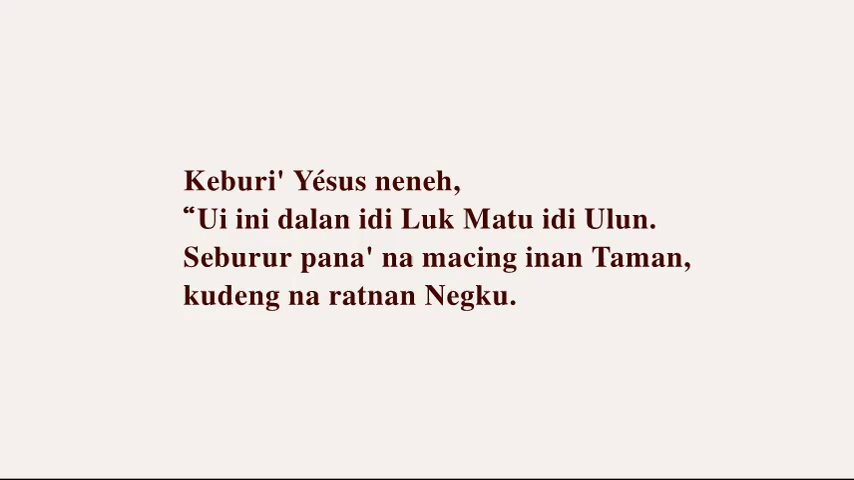 Keburi' Yésus neneh,
“Ui ini dalan idi Luk Matu idi Ulun.
Seburur pana' na macing inan Taman,
kudeng na ratnan Negku.